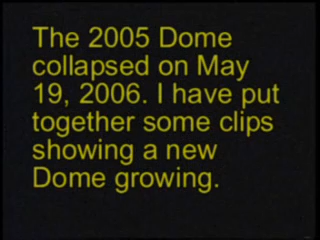 The 2005 Dome
collapsed on May
19, 2006. I have put
together some clips
showing a new
Dome growing.